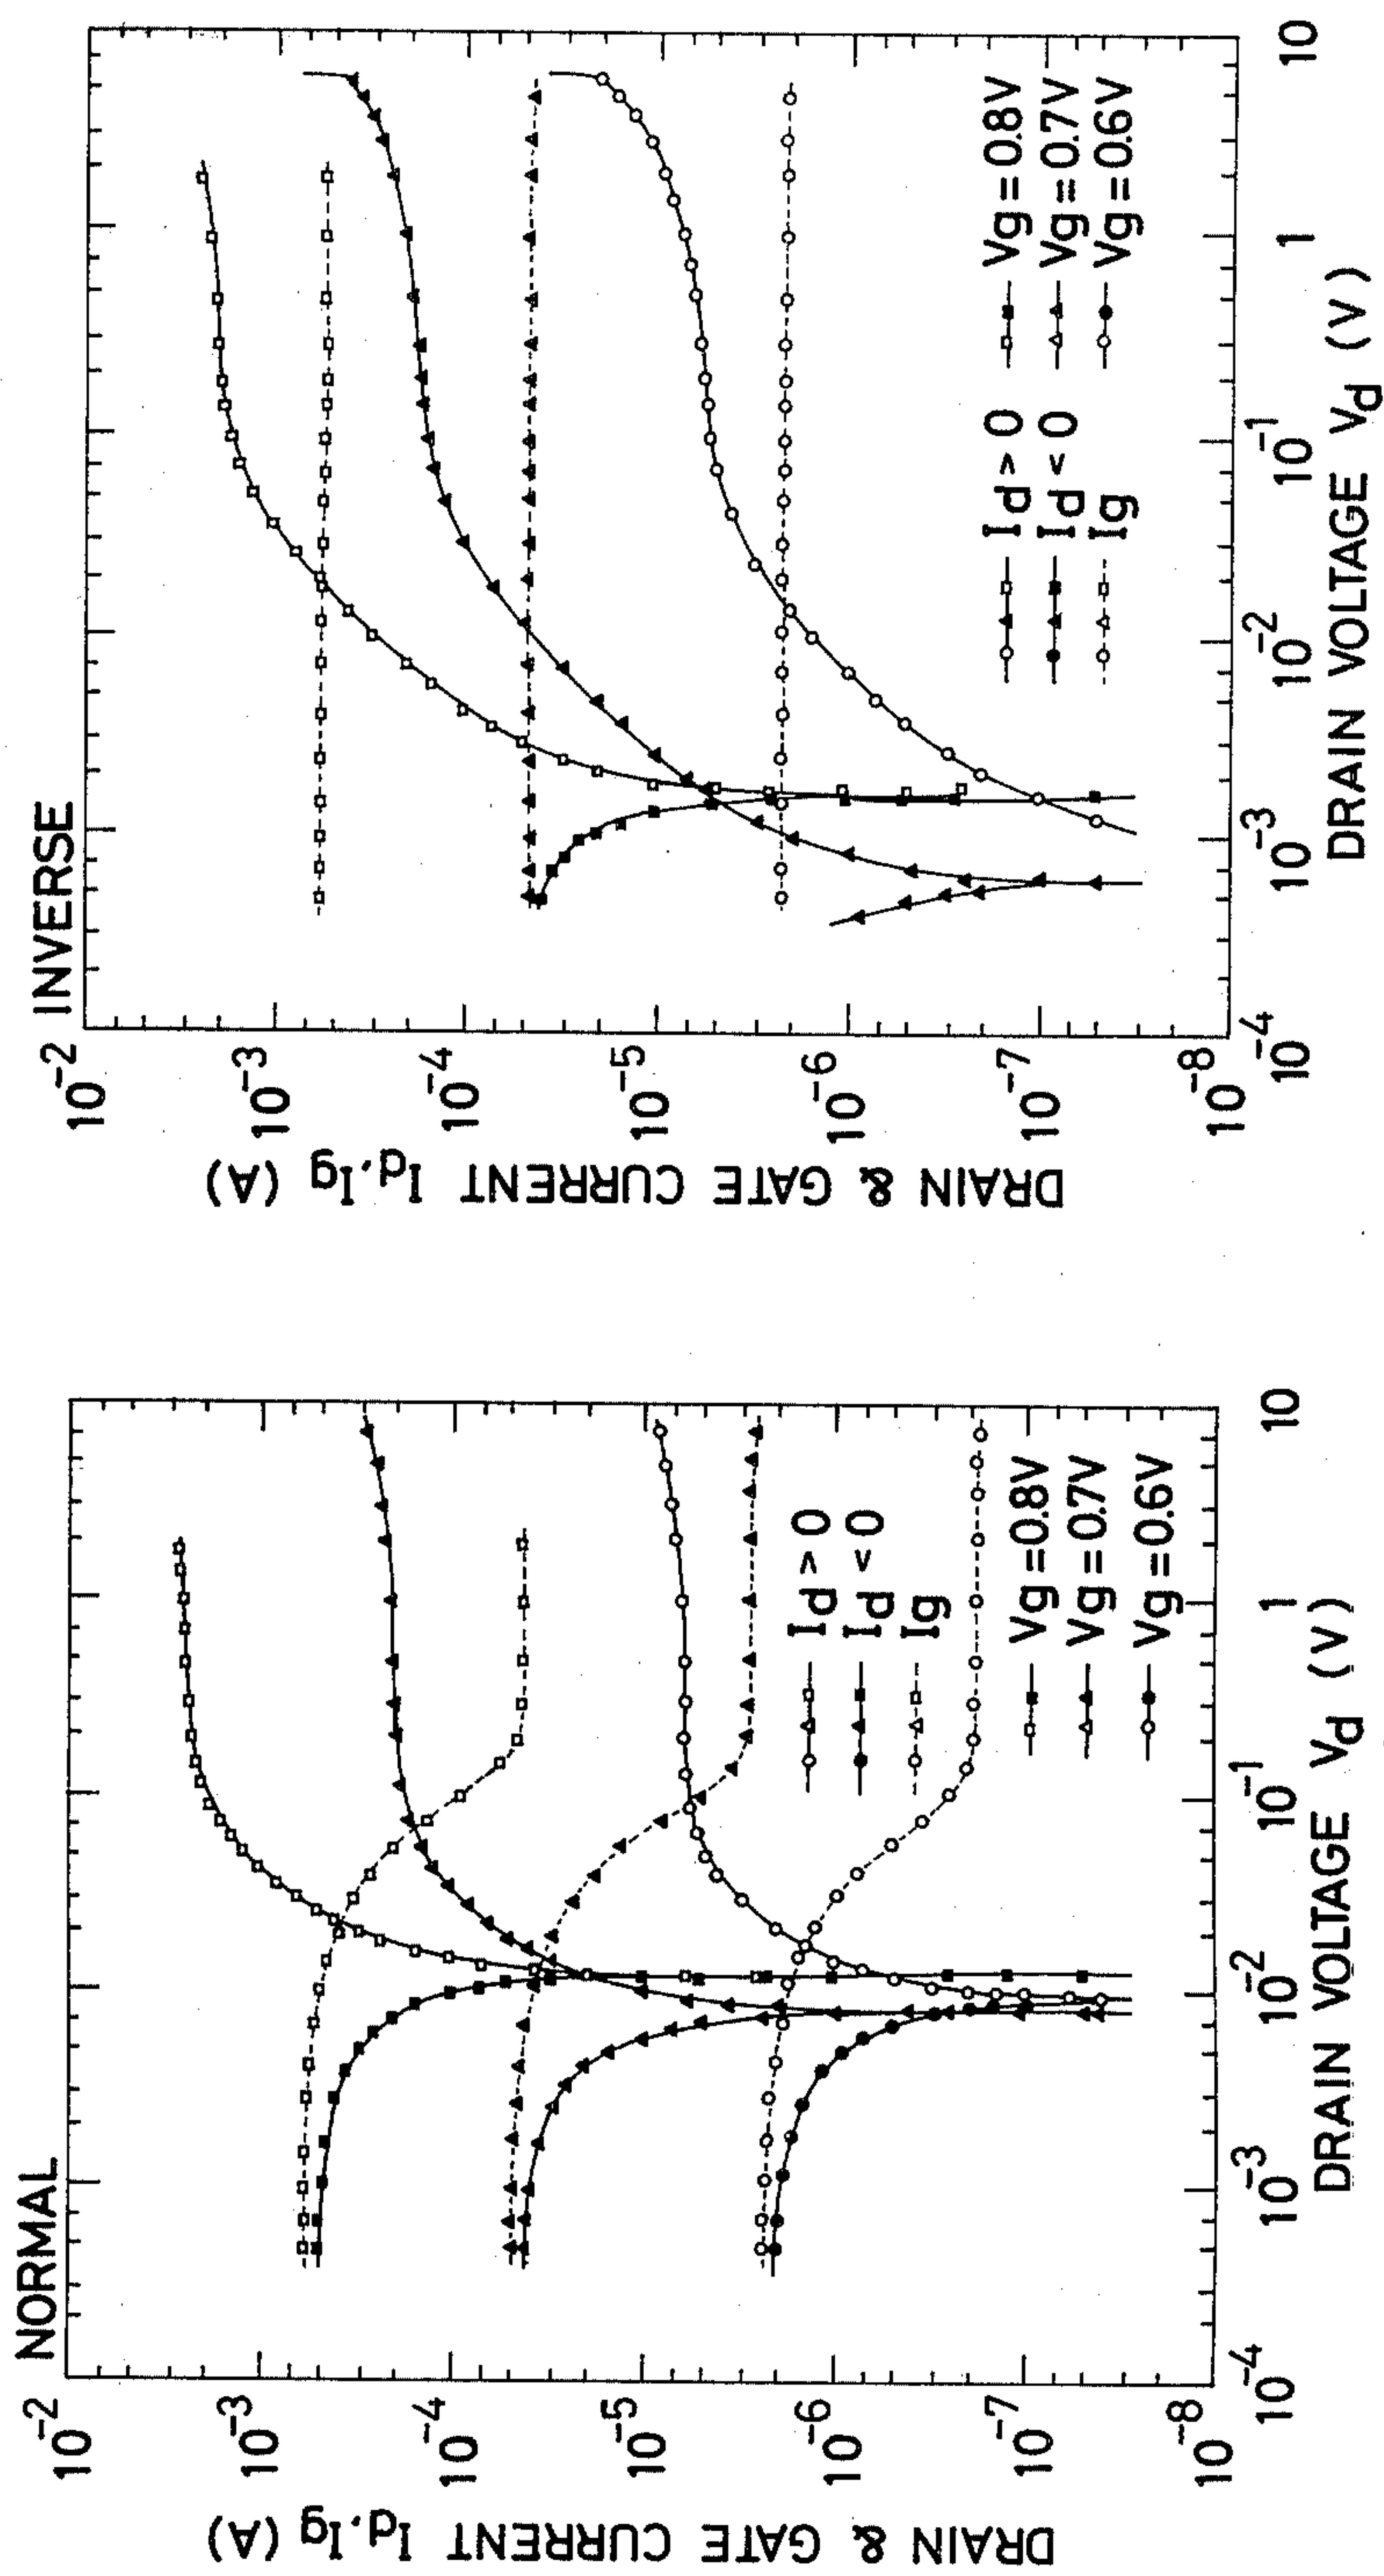 NORMAL
DRAIN & GATE CURRENT Id.Ig (A)
10-2
10-3
10-4
10-5
10-6
10-7
10-8
10-4
10-3
10-2
10-1
1
10
DRAIN VOLTAGE Vd (V)
Id > 0
Id < 0
Ig
Vg = 0.8V
Vg = 0.7V
Vg = 0.6V
INVERSE
DRAIN & GATE CURRENT Id.Ig (A)
10-2
10-3
10-4
10-5
10-6
10-7
10-8
10-4
10-3
10-2
10-1
1
10
DRAIN VOLTAGE Vd (V)
Id > 0
Id < 0
Ig
Vg = 0.8V
Vg = 0.7V
Vg = 0.6V